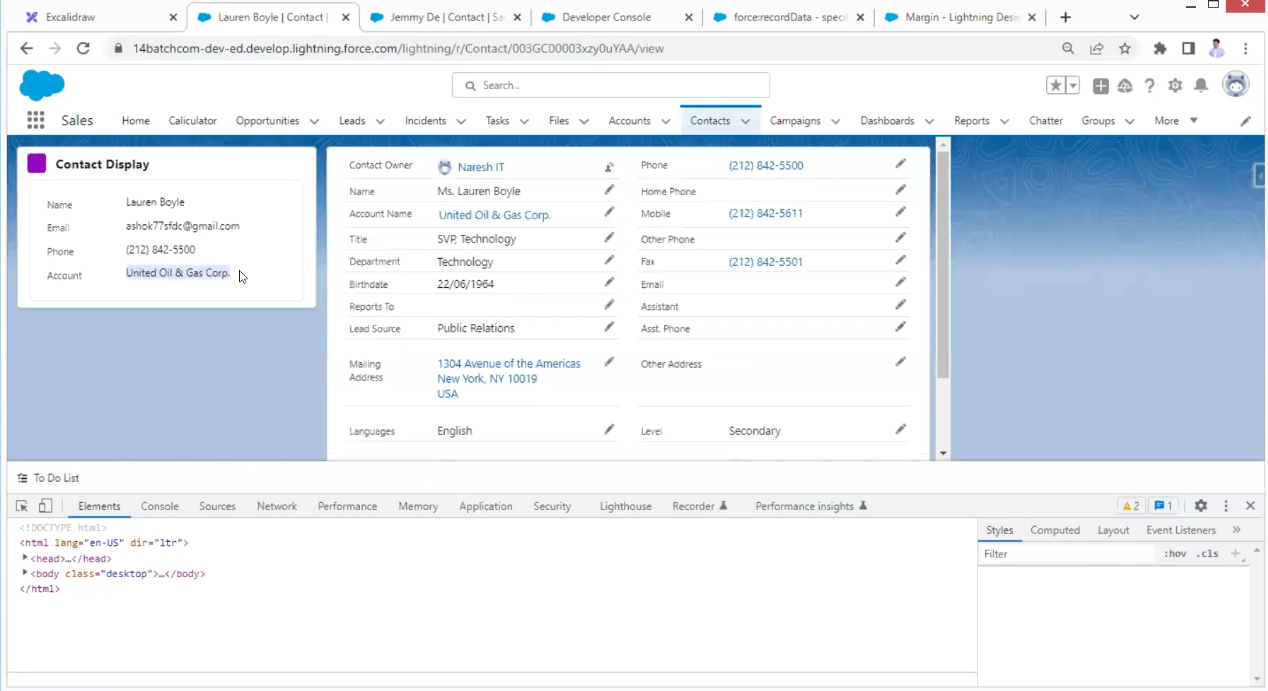 Excalidraw
Lauren Boyle | Contact |
Jemmy De | Contact | Sa
Developer Console
force:recordData - speci
Margin - Lightning Desi
14batchcom-dev-ed.develop.lightning.force.com/lightning/r/Contact/003GC00003xzy0uYAA/view
Search...
Sales Home Calculator Opportunities Leads Incidents Tasks Files Accounts Contacts Campaigns Dashboards Reports Chatter Groups More
Contact Display
Name Lauren Boyle
Email ashok77sfdc@gmail.com
Phone (212) 842-5500
Account United Oil & Gas Corp.
Contact Owner Naresh IT Phone (212) 842-5500
Name Ms. Lauren Boyle Home Phone
Account Name United Oil & Gas Corp. Mobile (212) 842-5611
Title SVP, Technology Other Phone
Department Technology Fax (212) 842-5501
Birthdate 22/06/1964 Email
Reports To Assistant
Lead Source Public Relations Asst. Phone
Mailing Address 1304 Avenue of the Americas Other Address
New York, NY 10019
USA
Languages English Level Secondary
To Do List
Elements Console Sources Network Performance Memory Application Security Lighthouse Recorder Performance insights 2 1
<!DOCTYPE html>
<html lang="en-US" dir="ltr">
<head>…</head>
<body class="desktop">…</body>
</html>
Styles Computed Layout Event Listeners »
Filter :hov .cls +